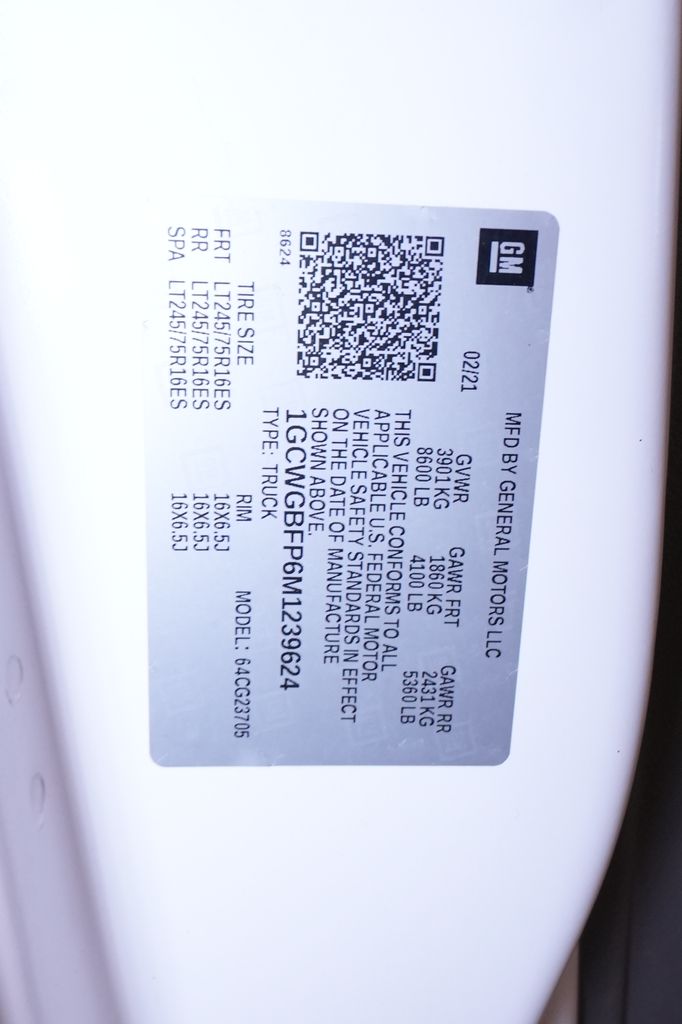 GM
MFD BY GENERAL MOTORS LLC
02/21
GVWR GAWR FRT GAWR RR
3901 KG 1860 KG 2431 KG
8600 LB 4100 LB 5360 LB
THIS VEHICLE CONFORMS TO ALL
APPLICABLE U.S. FEDERAL MOTOR
VEHICLE SAFETY STANDARDS IN EFFECT
ON THE DATE OF MANUFACTURE
SHOWN ABOVE.
8624
1GCWGBFP6M1239624
TYPE: TRUCK
MODEL: 64CG23705
TIRE SIZE RIM
FRT LT245/75R16ES 16X6.5J
RR LT245/75R16ES 16X6.5J
SPA LT245/75R16ES 16X6.5J